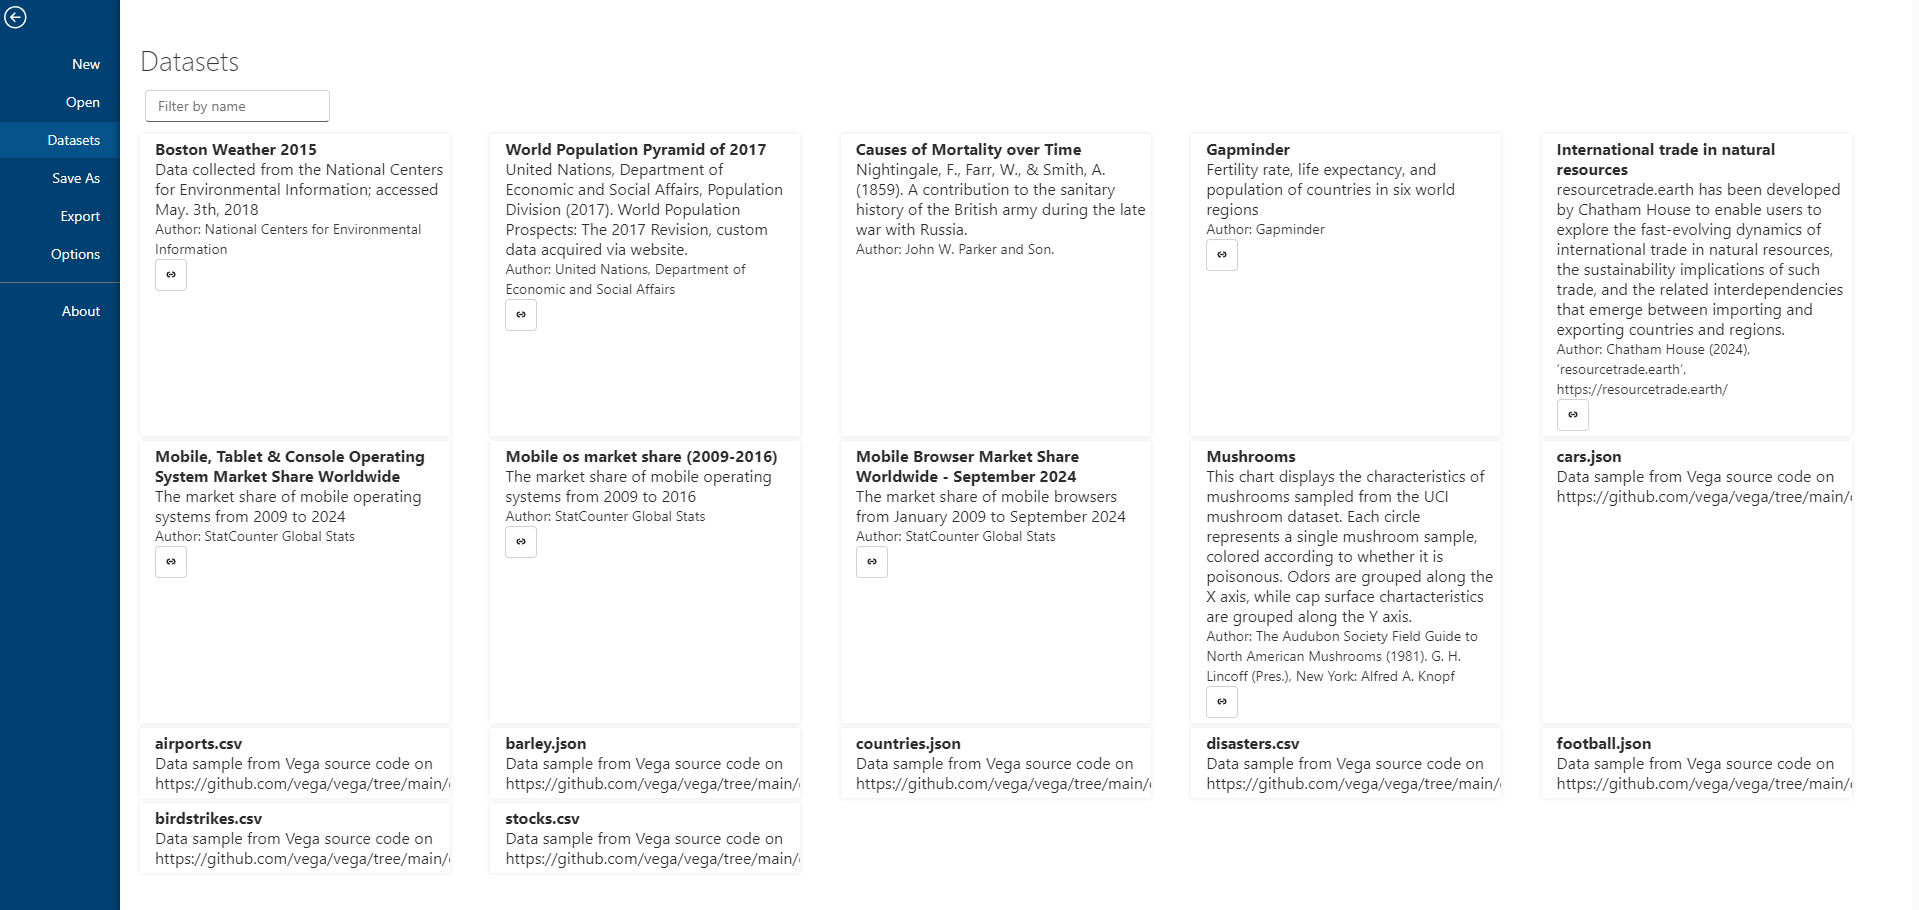 New
Open
Datasets
Save As
Export
Options
About
Datasets
Filter by name
Boston Weather 2015
Data collected from the National Centers
for Environmental Information; accessed
May. 3th, 2018
Author: National Centers for Environmental
Information
World Population Pyramid of 2017
United Nations, Department of
Economic and Social Affairs, Population
Division (2017). World Population
Prospects: The 2017 Revision, custom
data acquired via website.
Author: United Nations, Department of
Economic and Social Affairs
Causes of Mortality over Time
Nightingale, F., Farr, W., & Smith, A.
(1859). A contribution to the sanitary
history of the British army during the late
war with Russia.
Author: John W. Parker and Son.
Gapminder
Fertility rate, life expectancy, and
population of countries in six world
regions
Author: Gapminder
International trade in natural
resources
resourcetrade.earth has been developed
by Chatham House to enable users to
explore the fast-evolving dynamics of
international trade in natural resources,
the sustainability implications of such
trade, and the related interdependencies
that emerge between importing and
exporting countries and regions.
Author: Chatham House (2024),
‘resourcetrade.earth’,
https://resourcetrade.earth/
Mobile, Tablet & Console Operating
System Market Share Worldwide
The market share of mobile operating
systems from 2009 to 2024
Author: StatCounter Global Stats
Mobile os market share (2009-2016)
The market share of mobile operating
systems from 2009 to 2016
Author: StatCounter Global Stats
Mobile Browser Market Share
Worldwide - September 2024
The market share of mobile browsers
from January 2009 to September 2024
Author: StatCounter Global Stats
Mushrooms
This chart displays the characteristics of
mushrooms sampled from the UCI
mushroom dataset. Each circle
represents a single mushroom sample,
colored according to whether it is
poisonous. Odors are grouped along the
X axis, while cap surface chartacteristics
are grouped along the Y axis.
Author: The Audubon Society Field Guide to
North American Mushrooms (1981). G. H.
Lincoff (Pres.), New York: Alfred A. Knopf
cars.json
Data sample from Vega source code on
https://github.com/vega/vega/tree/main/
airports.csv
Data sample from Vega source code on
https://github.com/vega/vega/tree/main/
barley.json
Data sample from Vega source code on
https://github.com/vega/vega/tree/main/
countries.json
Data sample from Vega source code on
https://github.com/vega/vega/tree/main/
disasters.csv
Data sample from Vega source code on
https://github.com/vega/vega/tree/main/
football.json
Data sample from Vega source code on
https://github.com/vega/vega/tree/main/
birdstrikes.csv
Data sample from Vega source code on
https://github.com/vega/vega/tree/main/
stocks.csv
Data sample from Vega source code on
https://github.com/vega/vega/tree/main/